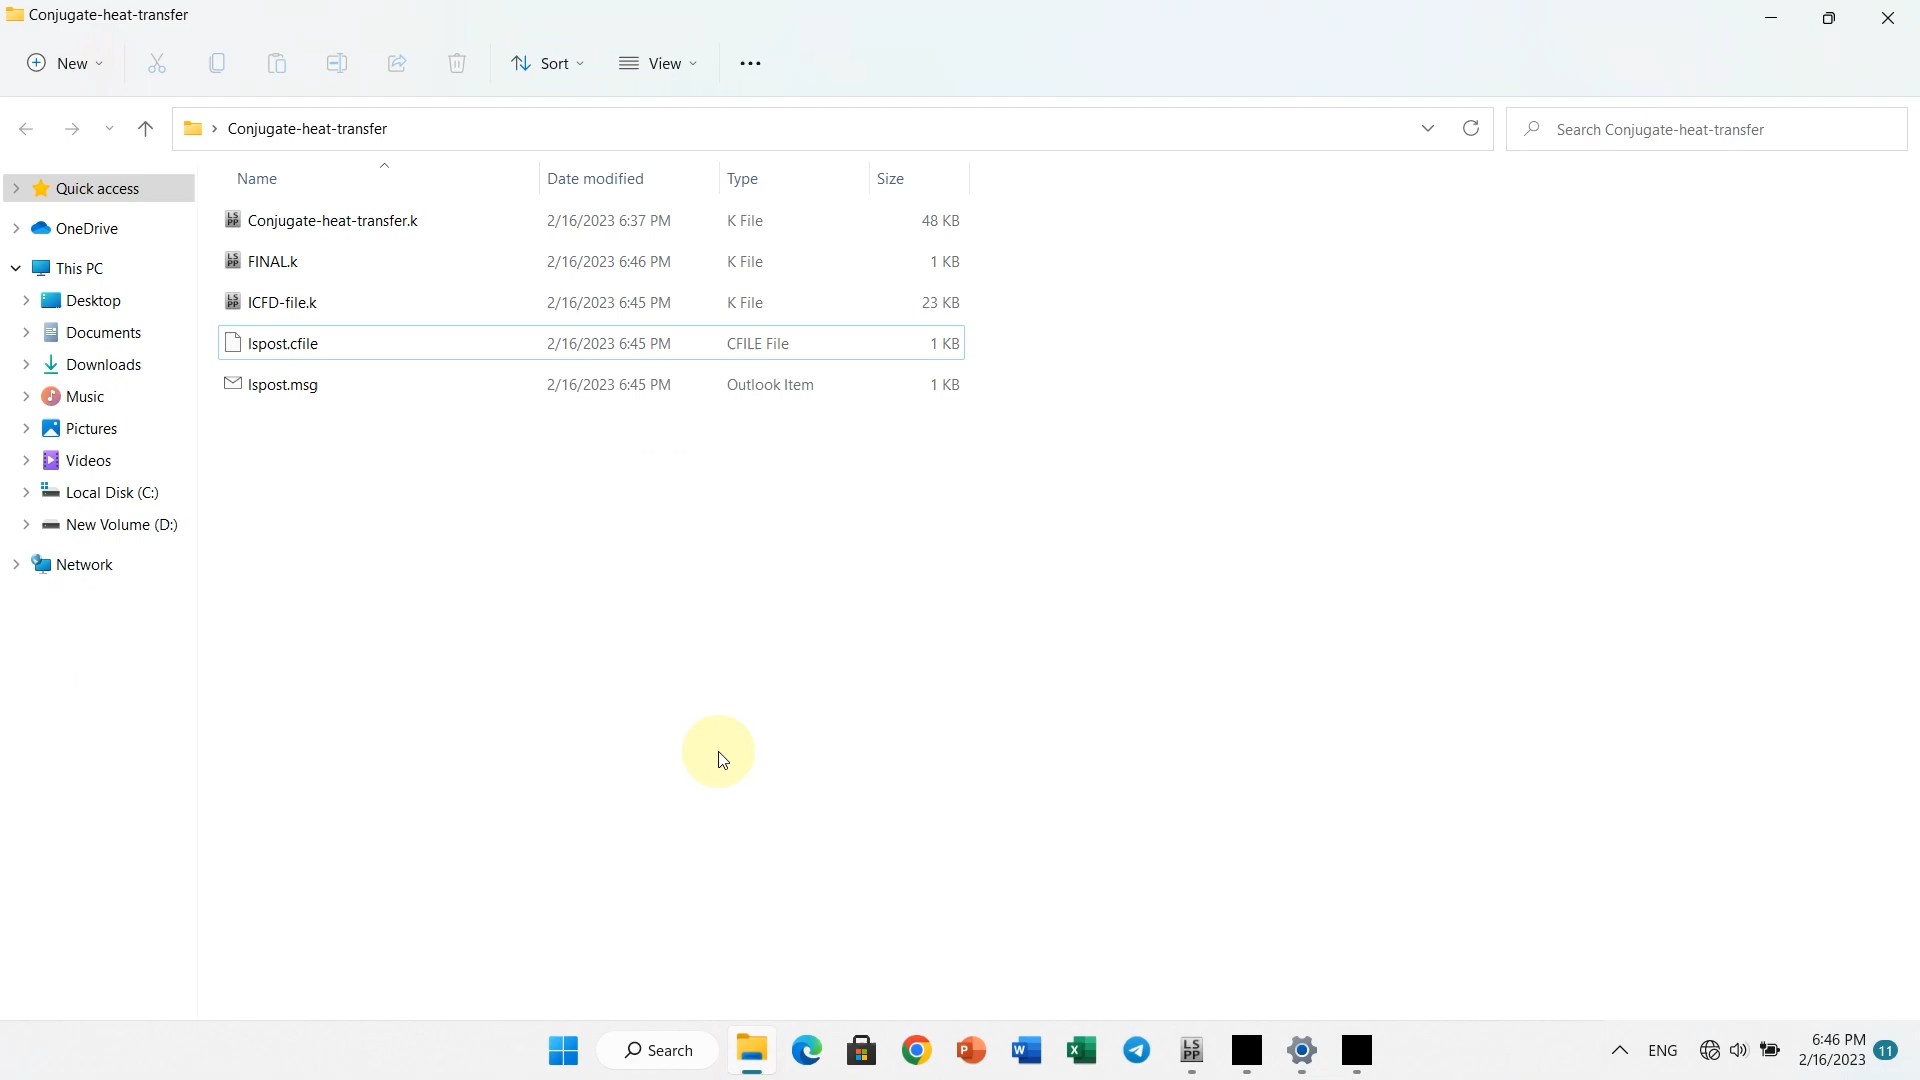 Conjugate-heat-transfer
New
Sort
View
Conjugate-heat-transfer
Search Conjugate-heat-transfer
Name Date modified Type Size
Quick access
OneDrive
This PC
Desktop
Documents
Downloads
Music
Pictures
Videos
Local Disk (C:)
New Volume (D:)
Network
Conjugate-heat-transfer.k 2/16/2023 6:37 PM K File 48 KB
FINAL.k 2/16/2023 6:46 PM K File 1 KB
ICFD-file.k 2/16/2023 6:45 PM K File 23 KB
lspost.cfile 2/16/2023 6:45 PM CFILE File 1 KB
lspost.msg 2/16/2023 6:45 PM Outlook Item 1 KB
Search
LS
PP
ENG
6:46 PM
2/16/2023
11